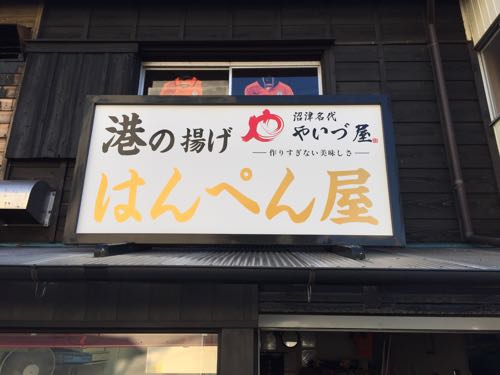 港の揚げ
や
沼津名代
やいづ屋
作りすぎない美味しさ
はんぺん屋